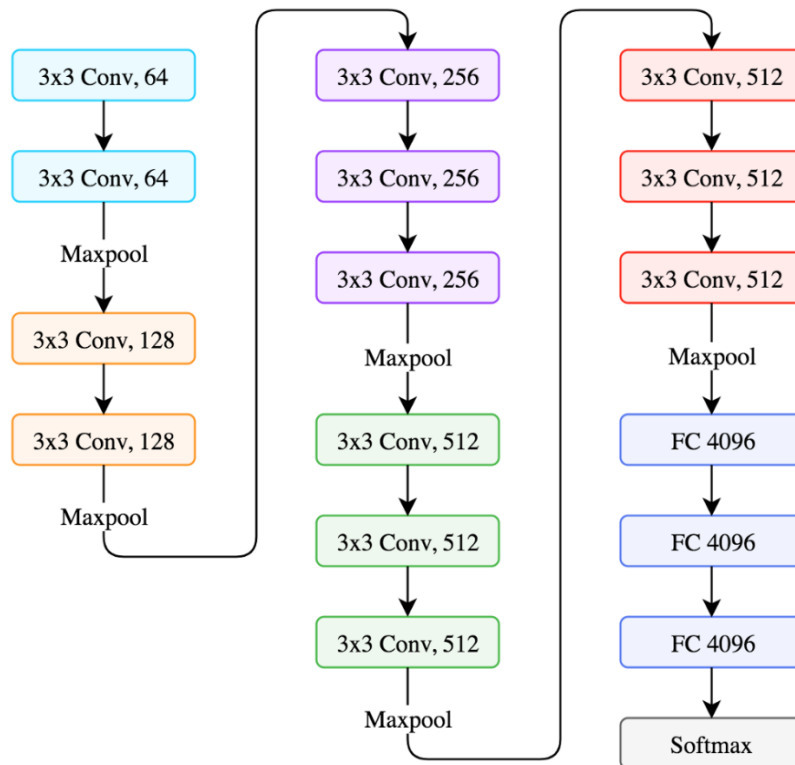 3x3 Conv, 64
3x3 Conv, 64
Maxpool
3x3 Conv, 128
3x3 Conv, 128
Maxpool
3x3 Conv, 256
3x3 Conv, 256
3x3 Conv, 256
Maxpool
3x3 Conv, 512
3x3 Conv, 512
3x3 Conv, 512
Maxpool
3x3 Conv, 512
3x3 Conv, 512
3x3 Conv, 512
Maxpool
FC 4096
FC 4096
FC 4096
Softmax